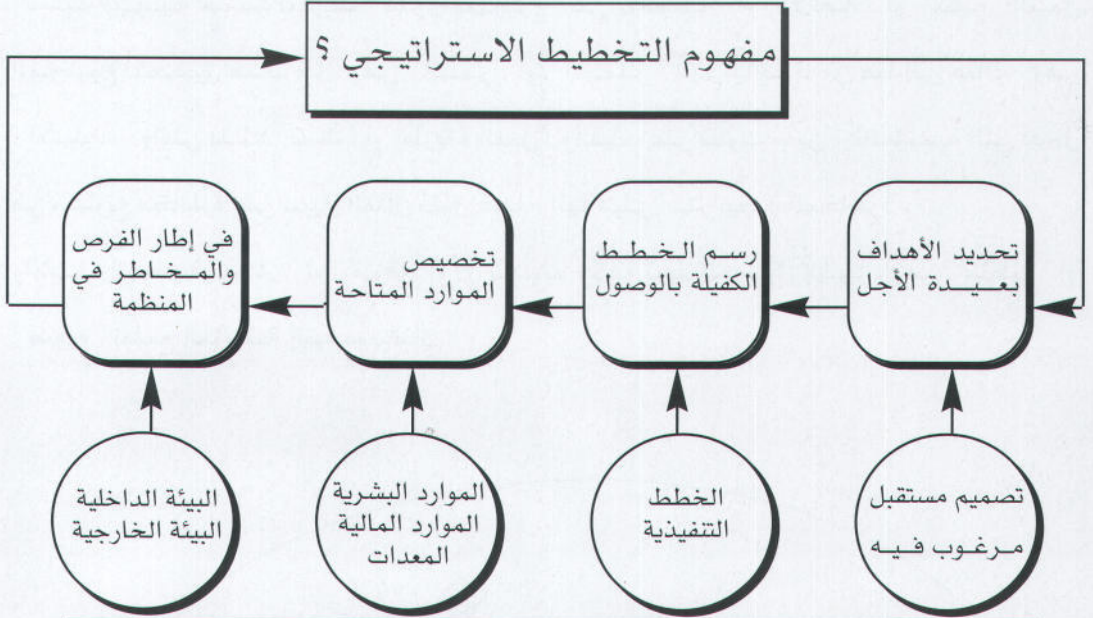 مفهوم التخطيط الاستراتيجي ؟
تحديد الأهداف
بعيدة الأجل
رسم الخطط
الكفيلة بالوصول
تخصيص
الموارد المتاحة
في إطار الفرص
والمخاطر في
المنظمة
تصميم مستقبل
مرغوب فيه
الخطط
التنفيذية
الموارد البشرية
الموارد المالية
المعدات
البيئة الداخلية
البيئة الخارجية